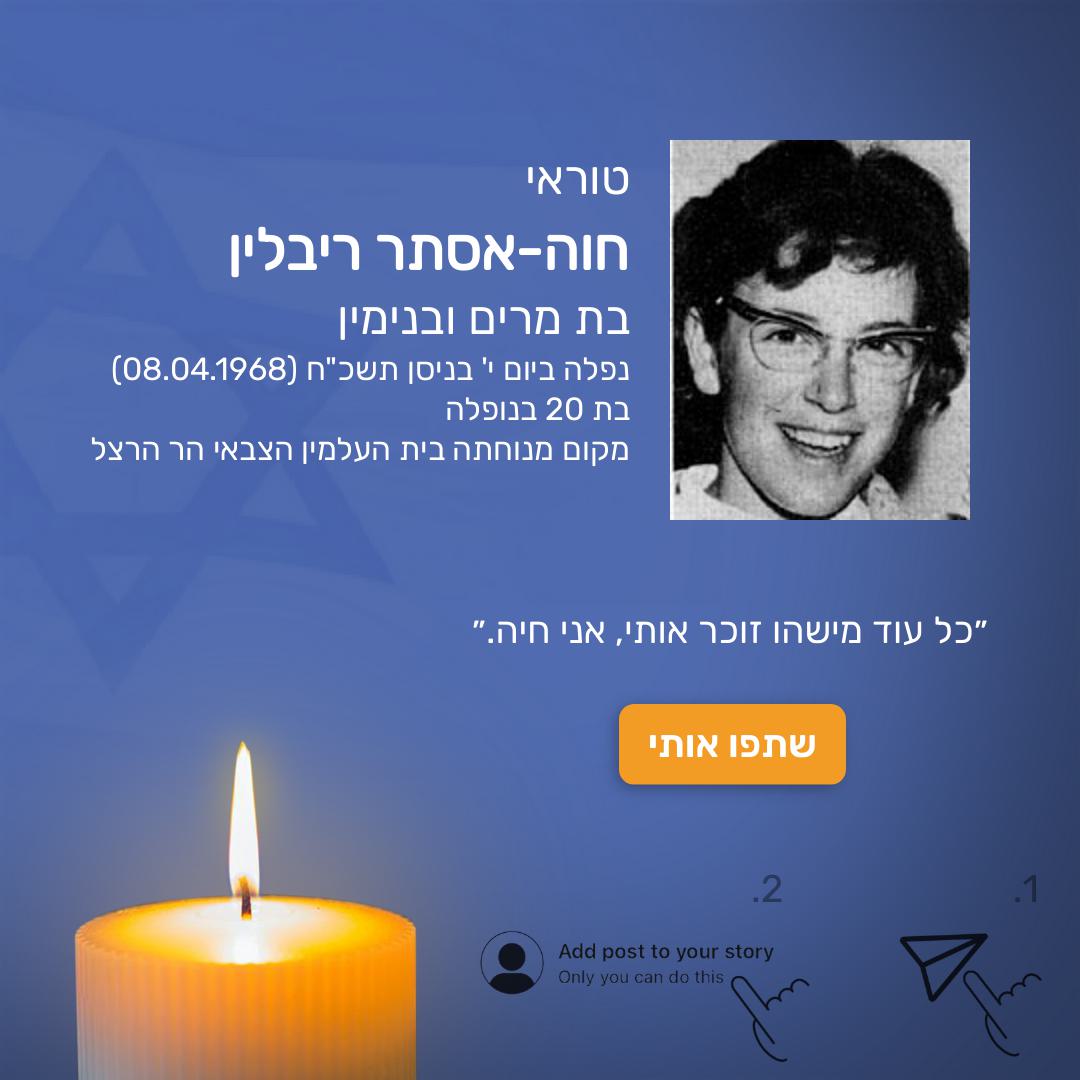 טוראי
חוה-אסתר ריבלין
בת מרים ובנימין
נפלה ביום י' בניסן תשכ"ח (08.04.1968)
בת 20 בנופלה
מקום מנוחתה בית העלמין הצבאי הר הרצל
״כל עוד מישהו זוכר אותי, אני חיה.״
שתפו אותי
.1
.2
Add post to your story
Only you can do this